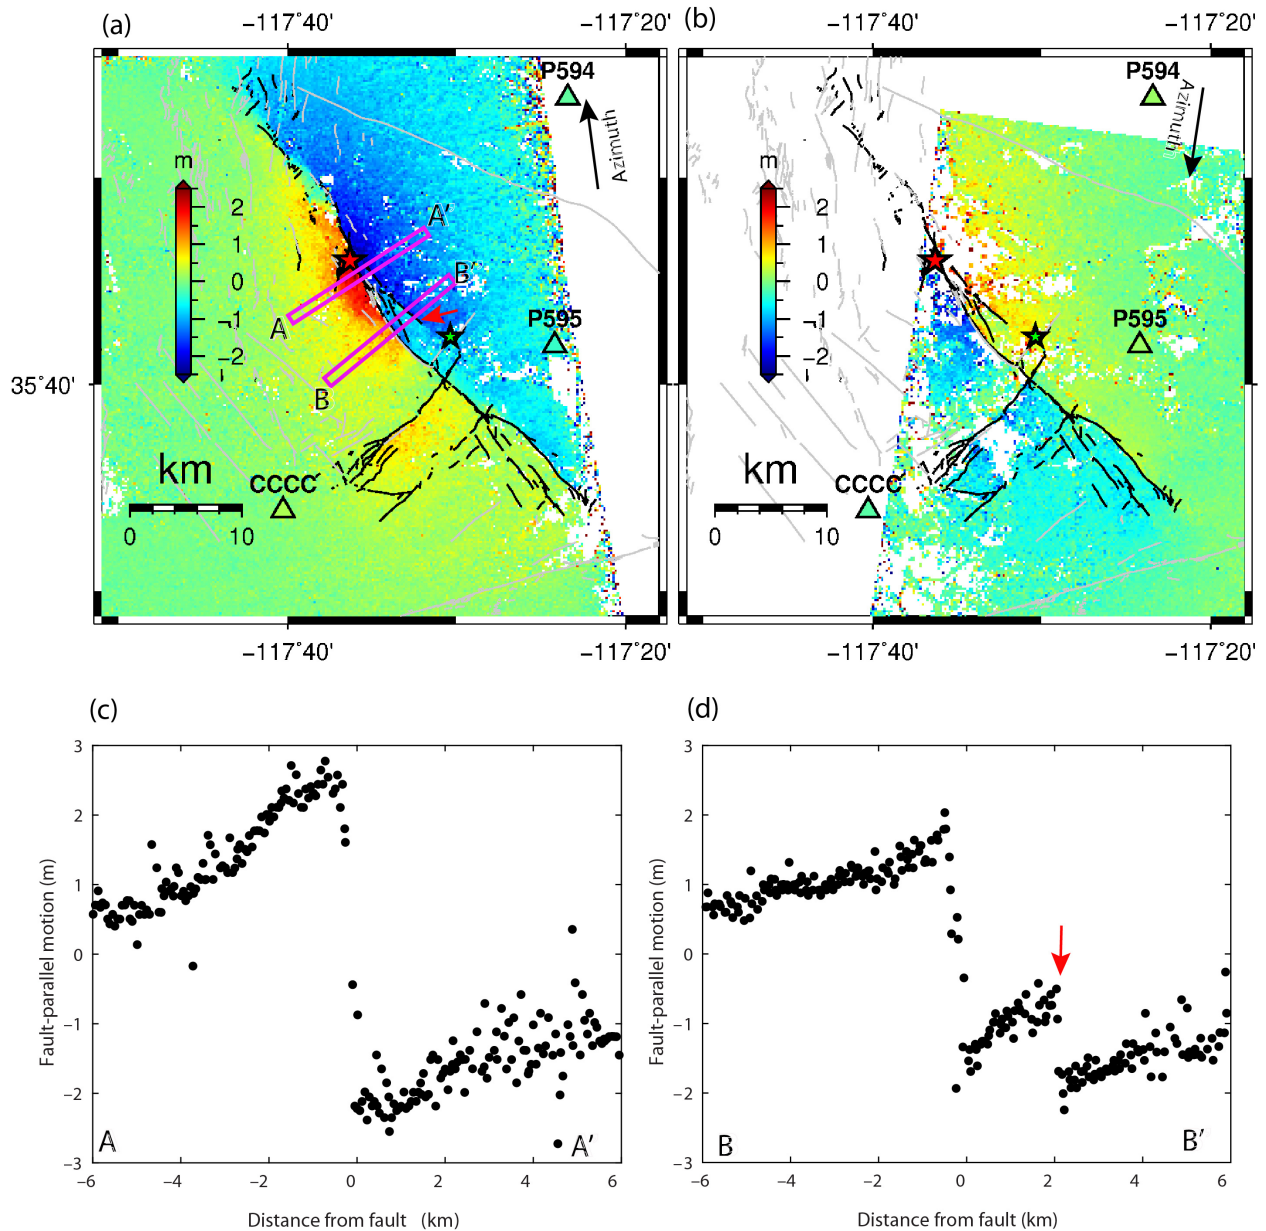 (a)
−117˚40'
−117˚20'
(b)
−117˚40'
−117˚20'
P594
Azimuth
m
2
1
0
−1
−2
A'
B'
A
B
P595
35˚40'
km
0
10
CCCC
−117˚40'
−117˚20'
P594
Azimuth
m
2
1
0
−1
−2
P595
km
0
10
CCCC
−117˚40'
−117˚20'
(c)
3
2
1
0
−1
−2
−3
Fault-parallel motion (m)
A
A′
−6
−4
−2
0
2
4
6
Distance from fault (km)
(d)
3
2
1
0
−1
−2
−3
Fault-parallel motion (m)
B
B′
−6
−4
−2
0
2
4
6
Distance from fault (km)